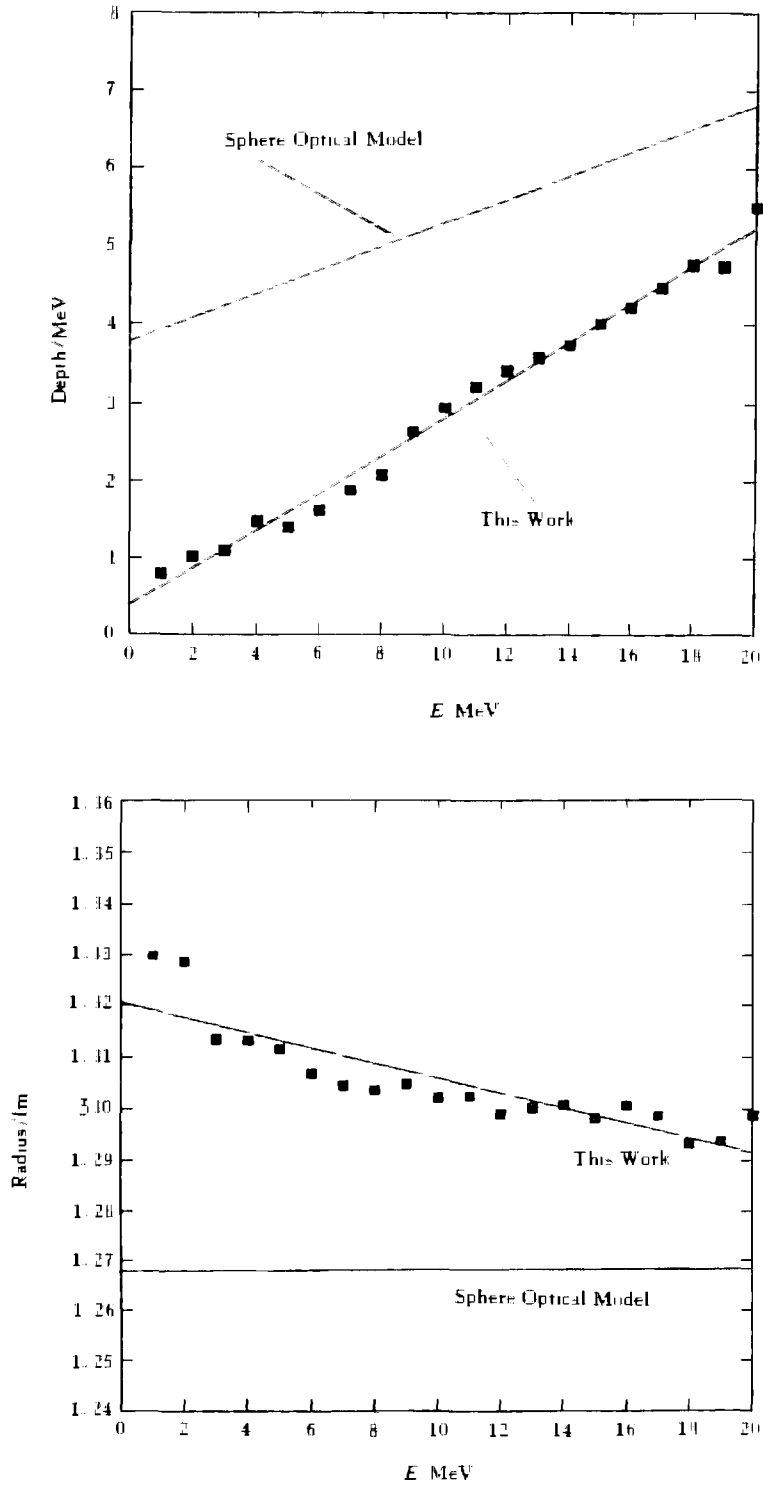 8
7
Sphere Optical Model
6
5
Depth/MeV
4
3
2
This Work
1
0
0 2 4 6 8 10 12 14 16 18 20
E MeV
1.36
1.35
1.34
1.33
1.32
1.31
1.30
Radius/fm
1.29
This Work
1.28
1.27
Sphere Optical Model
1.26
1.25
1.24
0 2 4 6 8 10 12 14 16 18 20
E MeV